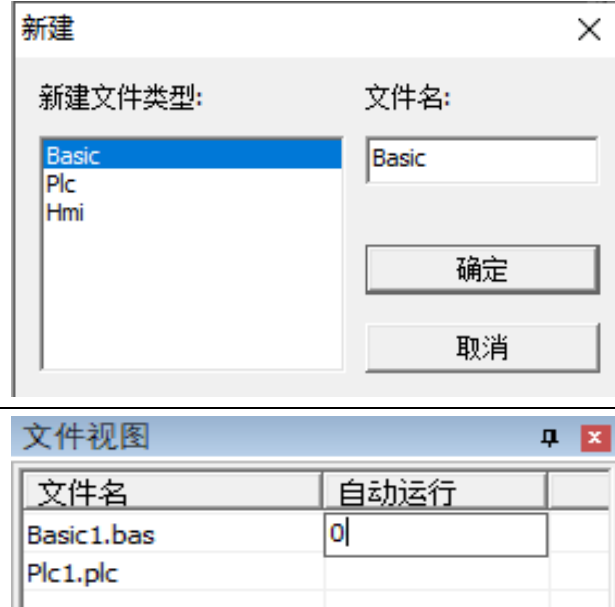 新建
新建文件类型: 文件名:
Basic Basic
Plc
Hmi
确定
取消
文件视图
文件名 自动运行
Basic1.bas 0
Plc1.plc